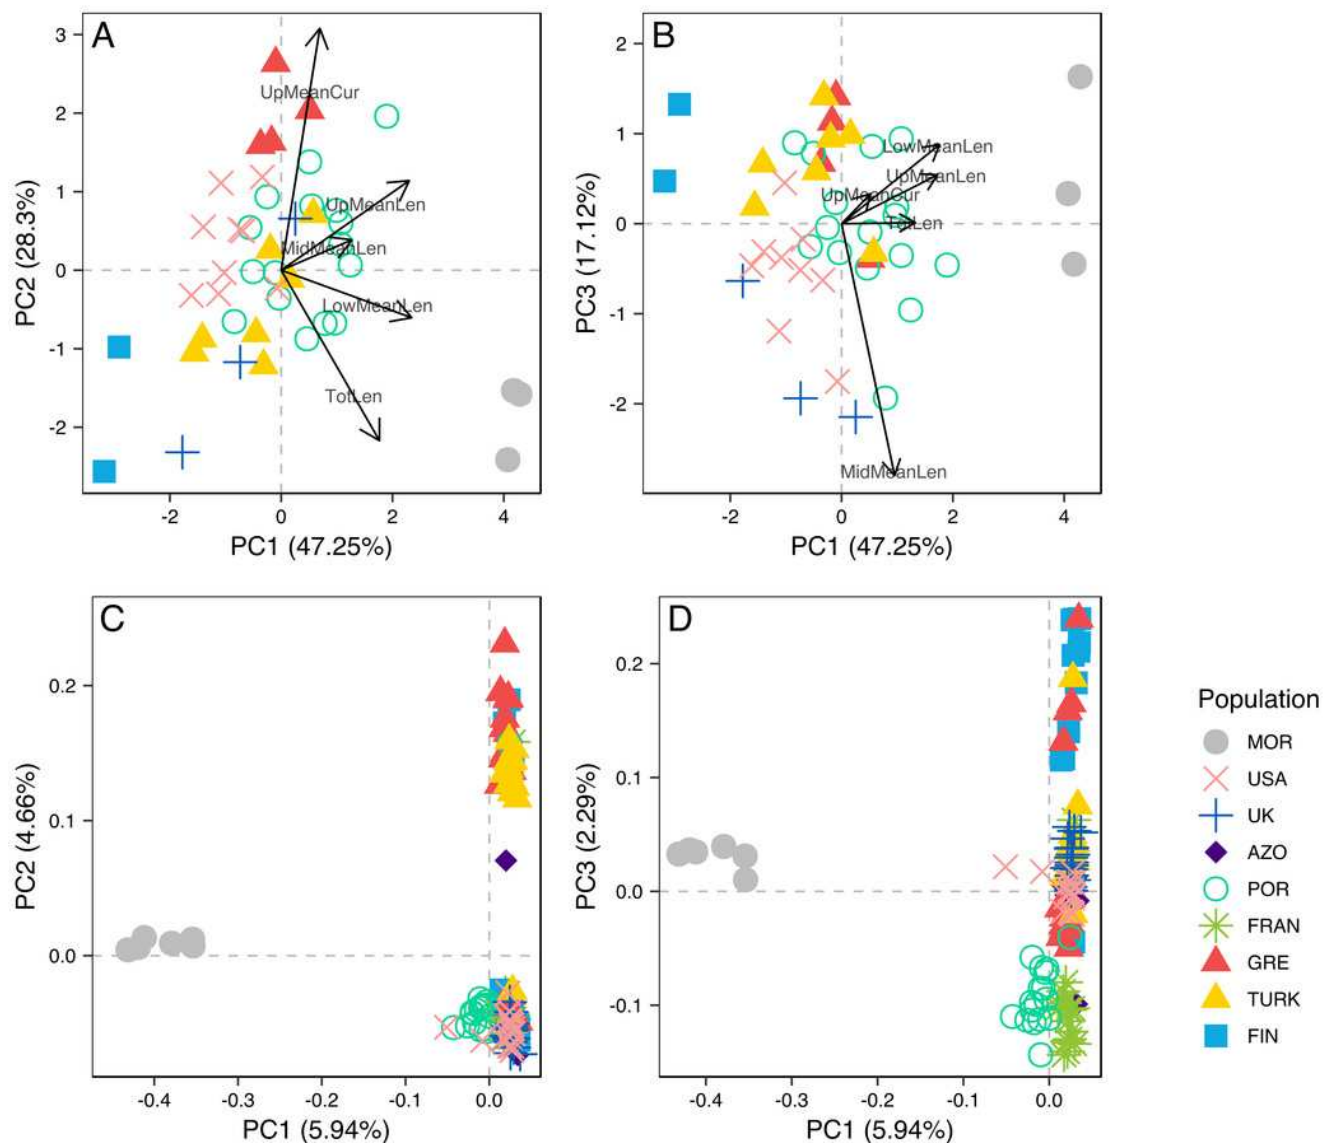 A
3
2
1
0
-1
-2
PC2 (28.3%)
UpMeanCur
UpMeanLen
MidMeanLen
LowMeanLen
TotLen
-2 0 2 4
PC1 (47.25%)
B
2
1
0
-1
-2
PC3 (17.12%)
LowMeanLen
UpMeanLen
UpMeanCur
TotLen
MidMeanLen
-2 0 2 4
PC1 (47.25%)
C
0.2
0.1
0.0
PC2 (4.66%)
-0.4 -0.3 -0.2 -0.1 0.0
PC1 (5.94%)
D
0.2
0.1
0.0
-0.1
PC3 (2.29%)
-0.4 -0.3 -0.2 -0.1 0.0
PC1 (5.94%)
Population
MOR
USA
UK
AZO
POR
FRAN
GRE
TURK
FIN